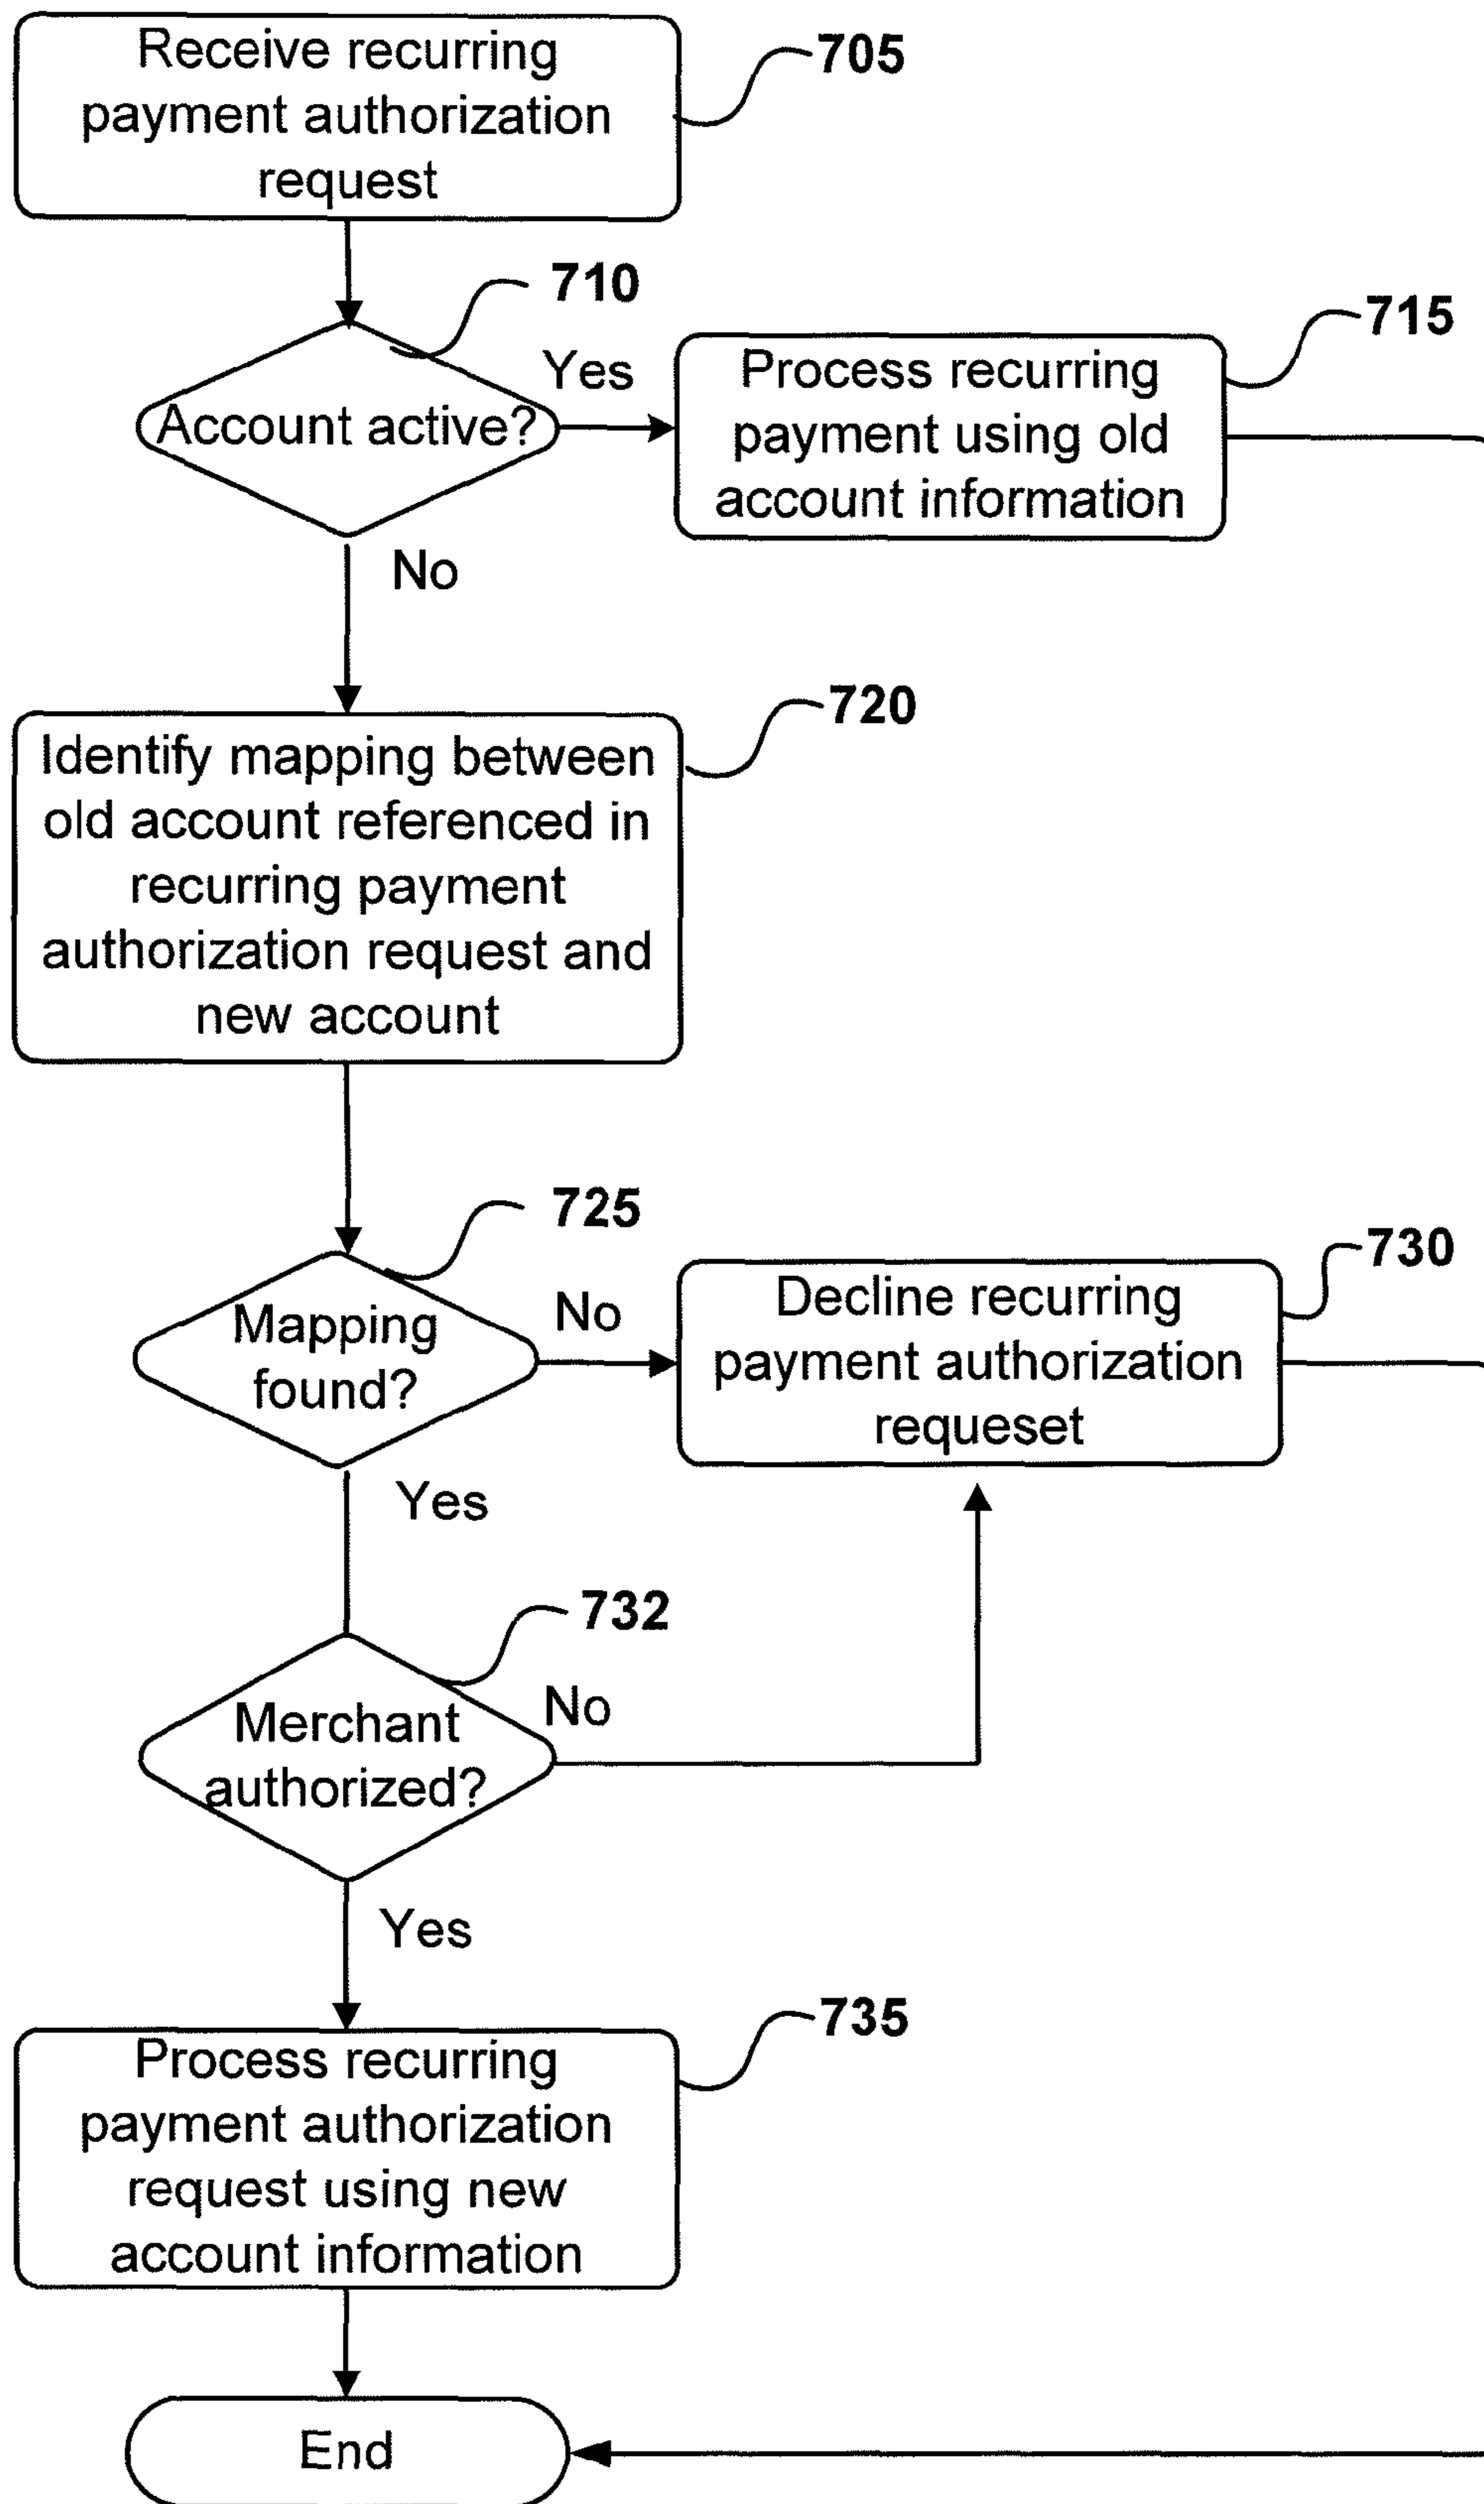 Receive recurring
payment authorization
request
705
710
Account active?
Yes
Process recurring
payment using old
account information
715
No
Identify mapping between
old account referenced in
recurring payment
authorization request and
new account
720
725
Mapping
found?
No
Decline recurring
payment authorization
requeset
730
Yes
732
Merchant
authorized?
No
Yes
Process recurring
payment authorization
request using new
account information
735
End